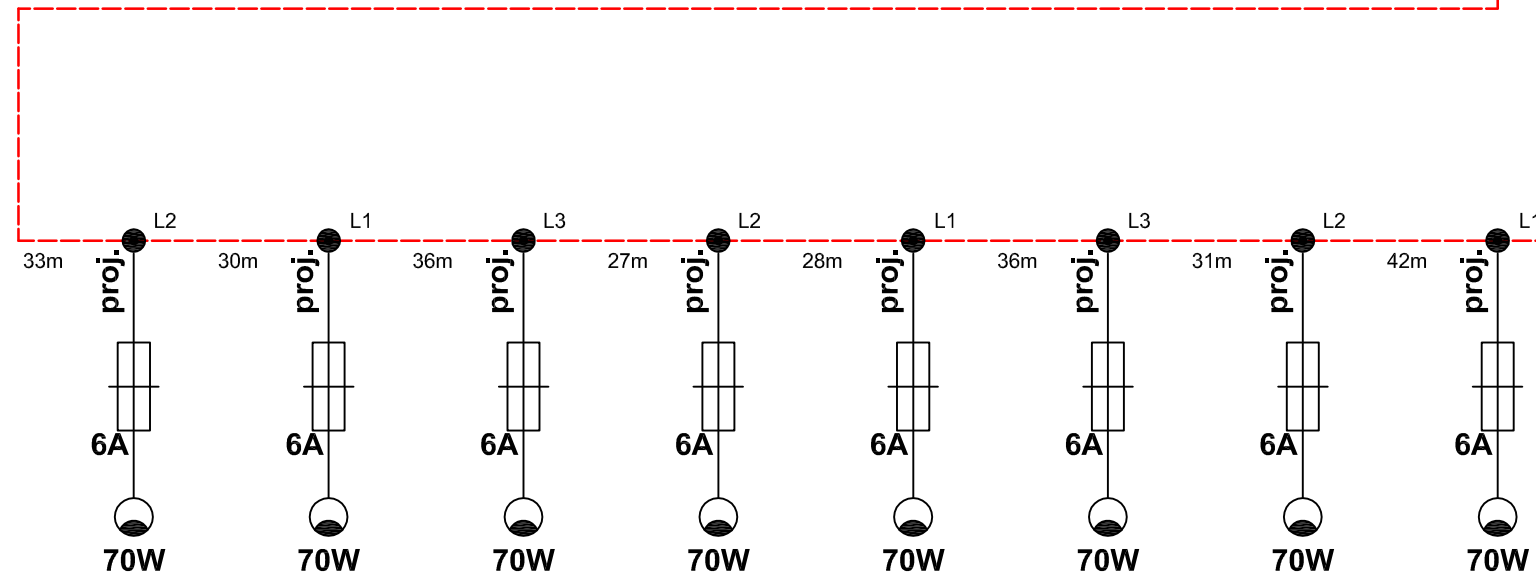 L2 L1 L3 L2 L1 L3 L2 L1
33m 30m 36m 27m 28m 36m 31m 42m
proj. proj. proj. proj. proj. proj. proj. proj.
6A 6A 6A 6A 6A 6A 6A 6A
70W 70W 70W 70W 70W 70W 70W 70W